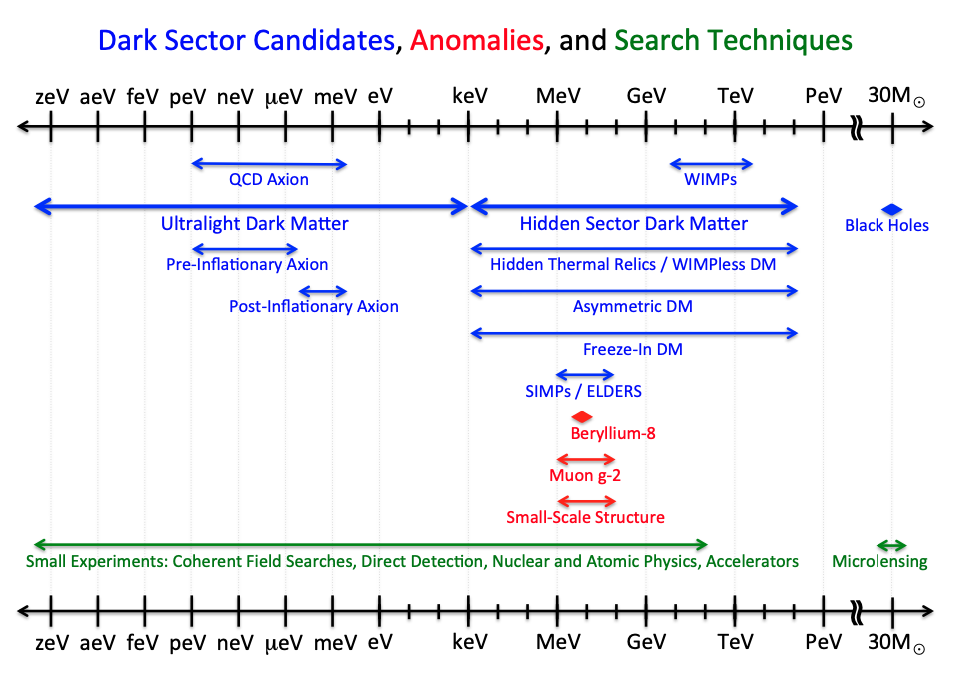 Dark Sector Candidates, Anomalies, and Search Techniques
zeV aeV feV peV neV μeV meV eV keV MeV GeV TeV PeV 30M☉
QCD Axion WIMPs
Ultralight Dark Matter Hidden Sector Dark Matter Black Holes
Pre-Inflationary Axion Hidden Thermal Relics / WIMPless DM
Post-Inflationary Axion Asymmetric DM
Freeze-In DM
SIMPs / ELDERS
Beryllium-8
Muon g-2
Small-Scale Structure
Small Experiments: Coherent Field Searches, Direct Detection, Nuclear and Atomic Physics, Accelerators Microlensing
zeV aeV feV peV neV μeV meV eV keV MeV GeV TeV PeV 30M☉